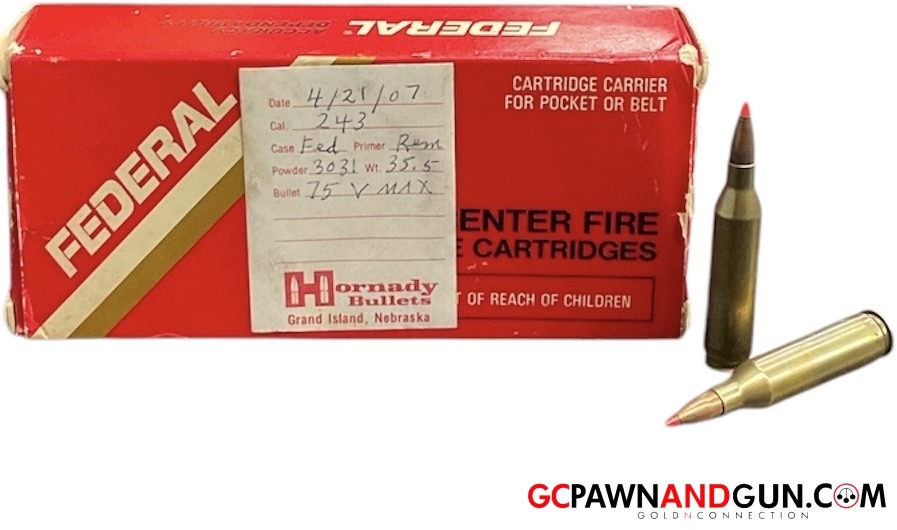 FEDERAL
ACCURACY
DEPENDABILITY
FEDERAL
CARTRIDGE CARRIER
FOR POCKET OR BELT
Date 4/21/07
Cal. 243
Case Fed Primer Rem
Powder 3031 Wt. 35.5
Bullet 75 V MAX
ENTER FIRE
E CARTRIDGES
T OF REACH OF CHILDREN
Hornady
Bullets
Grand Island, Nebraska
GCPAWNANDGUN.COM
GOLDNCONNECTION